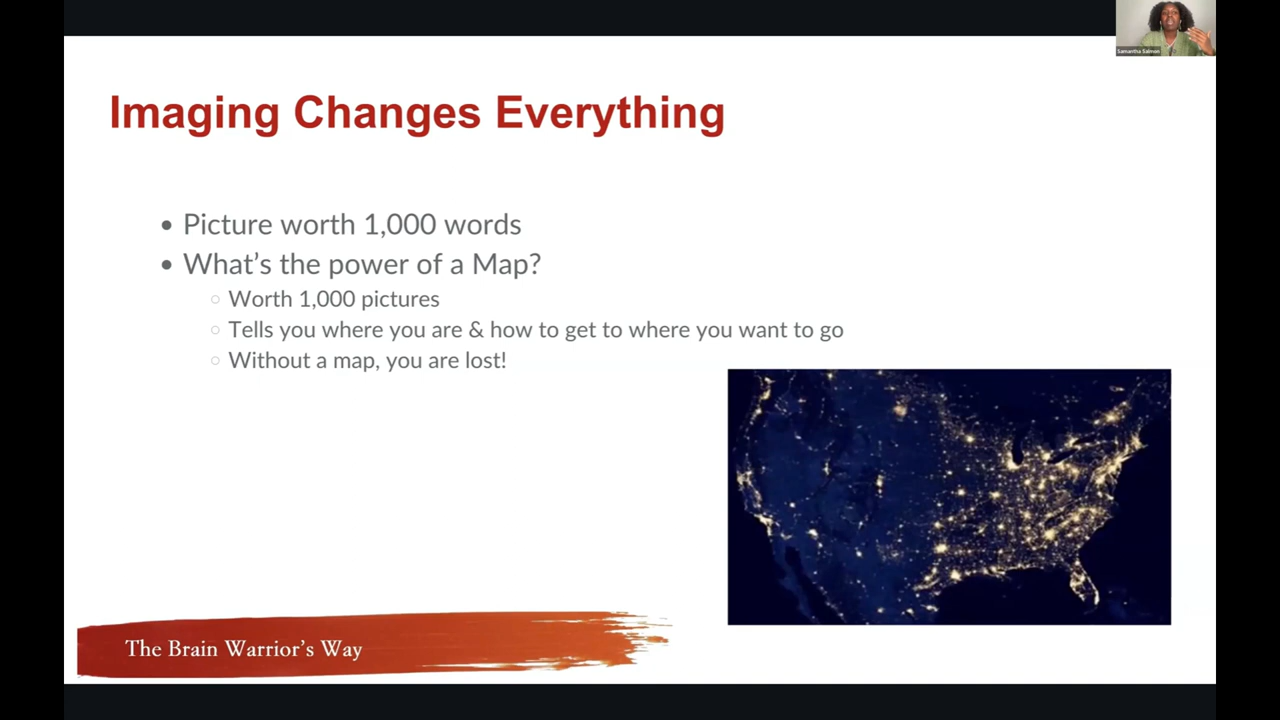 Samantha Salmon
Imaging Changes Everything
• Picture worth 1,000 words
• What's the power of a Map?
○ Worth 1,000 pictures
○ Tells you where you are & how to get to where you want to go
○ Without a map, you are lost!
The Brain Warrior's Way